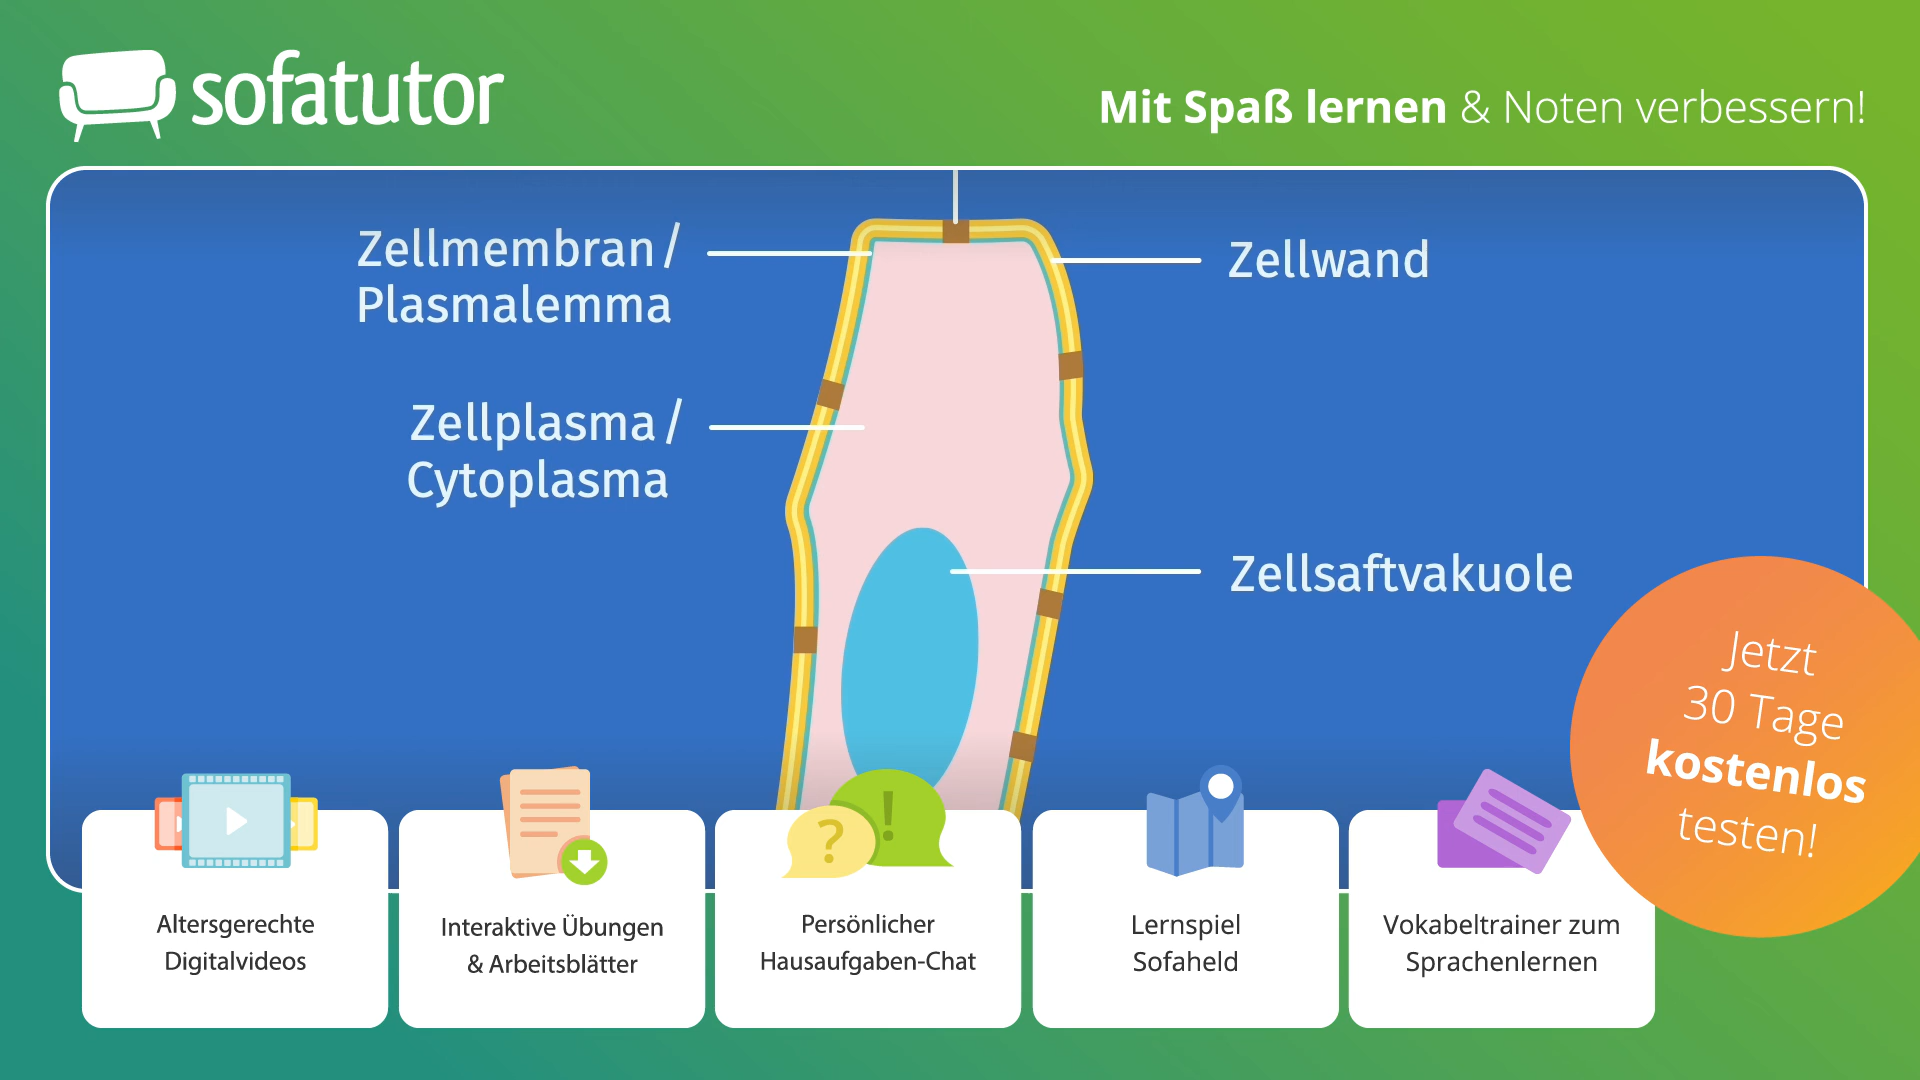 sofatutor
Mit Spaß lernen & Noten verbessern!
Zellmembran /
Plasmalemma
Zellwand
Zellplasma /
Cytoplasma
Zellsaftvakuole
Jetzt
30 Tage
kostenlos
testen!
?
!
Altersgerechte
Digitalvideos
Interaktive Übungen
& Arbeitsblätter
Persönlicher
Hausaufgaben-Chat
Lernspiel
Sofaheld
Vokabeltrainer zum
Sprachenlernen